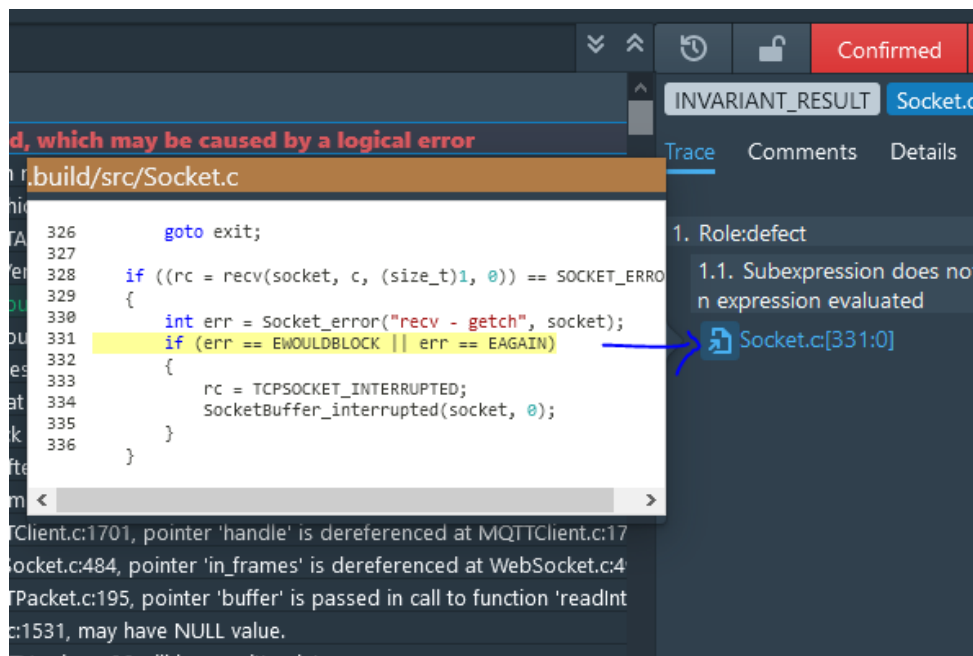 Confirmed
INVARIANT_RESULT
Socket.c
d, which may be caused by a logical error
Trace Comments Details
.build/src/Socket.c
326 goto exit;
327
328 if ((rc = recv(socket, c, (size_t)1, 0)) == SOCKET_ERRO
329 {
330 int err = Socket_error("recv - getch", socket);
331 if (err == EWOULDBLOCK || err == EAGAIN)
332 {
333 rc = TCPSOCKET_INTERRUPTED;
334 SocketBuffer_interrupted(socket, 0);
335 }
336 }
1. Role:defect
1.1. Subexpression does no
n expression evaluated
Socket.c:[331:0]
TClient.c:1701, pointer 'handle' is dereferenced at MQTTClient.c:17
Socket.c:484, pointer 'in_frames' is dereferenced at WebSocket.c:4
TPacket.c:195, pointer 'buffer' is passed in call to function 'readInt
c:1531, may have NULL value.